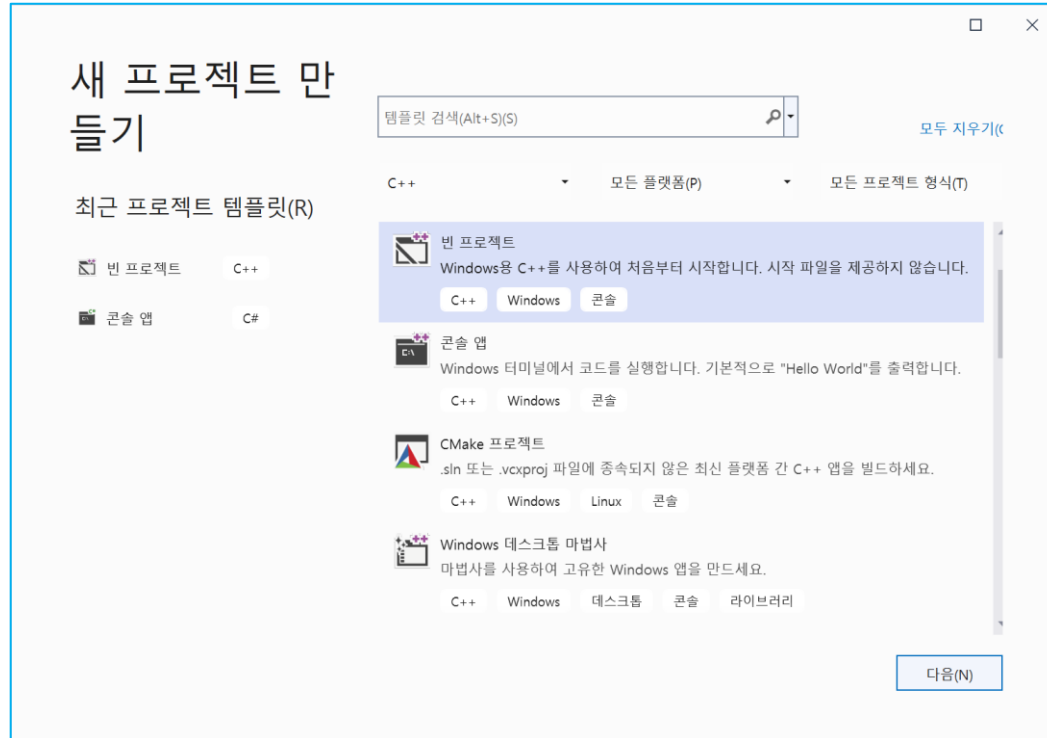 새 프로젝트 만
들기
최근 프로젝트 템플릿(R)
빈 프로젝트 C++
콘솔 앱 C#
템플릿 검색(Alt+S)(S)
모두 지우기(C
C++ 모든 플랫폼(P) 모든 프로젝트 형식(T)
빈 프로젝트
Windows용 C++를 사용하여 처음부터 시작합니다. 시작 파일을 제공하지 않습니다.
C++ Windows 콘솔
콘솔 앱
Windows 터미널에서 코드를 실행합니다. 기본적으로 "Hello World"를 출력합니다.
C++ Windows 콘솔
CMake 프로젝트
.sln 또는 .vcxproj 파일에 종속되지 않은 최신 플랫폼 간 C++ 앱을 빌드하세요.
C++ Windows Linux 콘솔
Windows 데스크톱 마법사
마법사를 사용하여 고유한 Windows 앱을 만드세요.
C++ Windows 데스크톱 콘솔 라이브러리
다음(N)